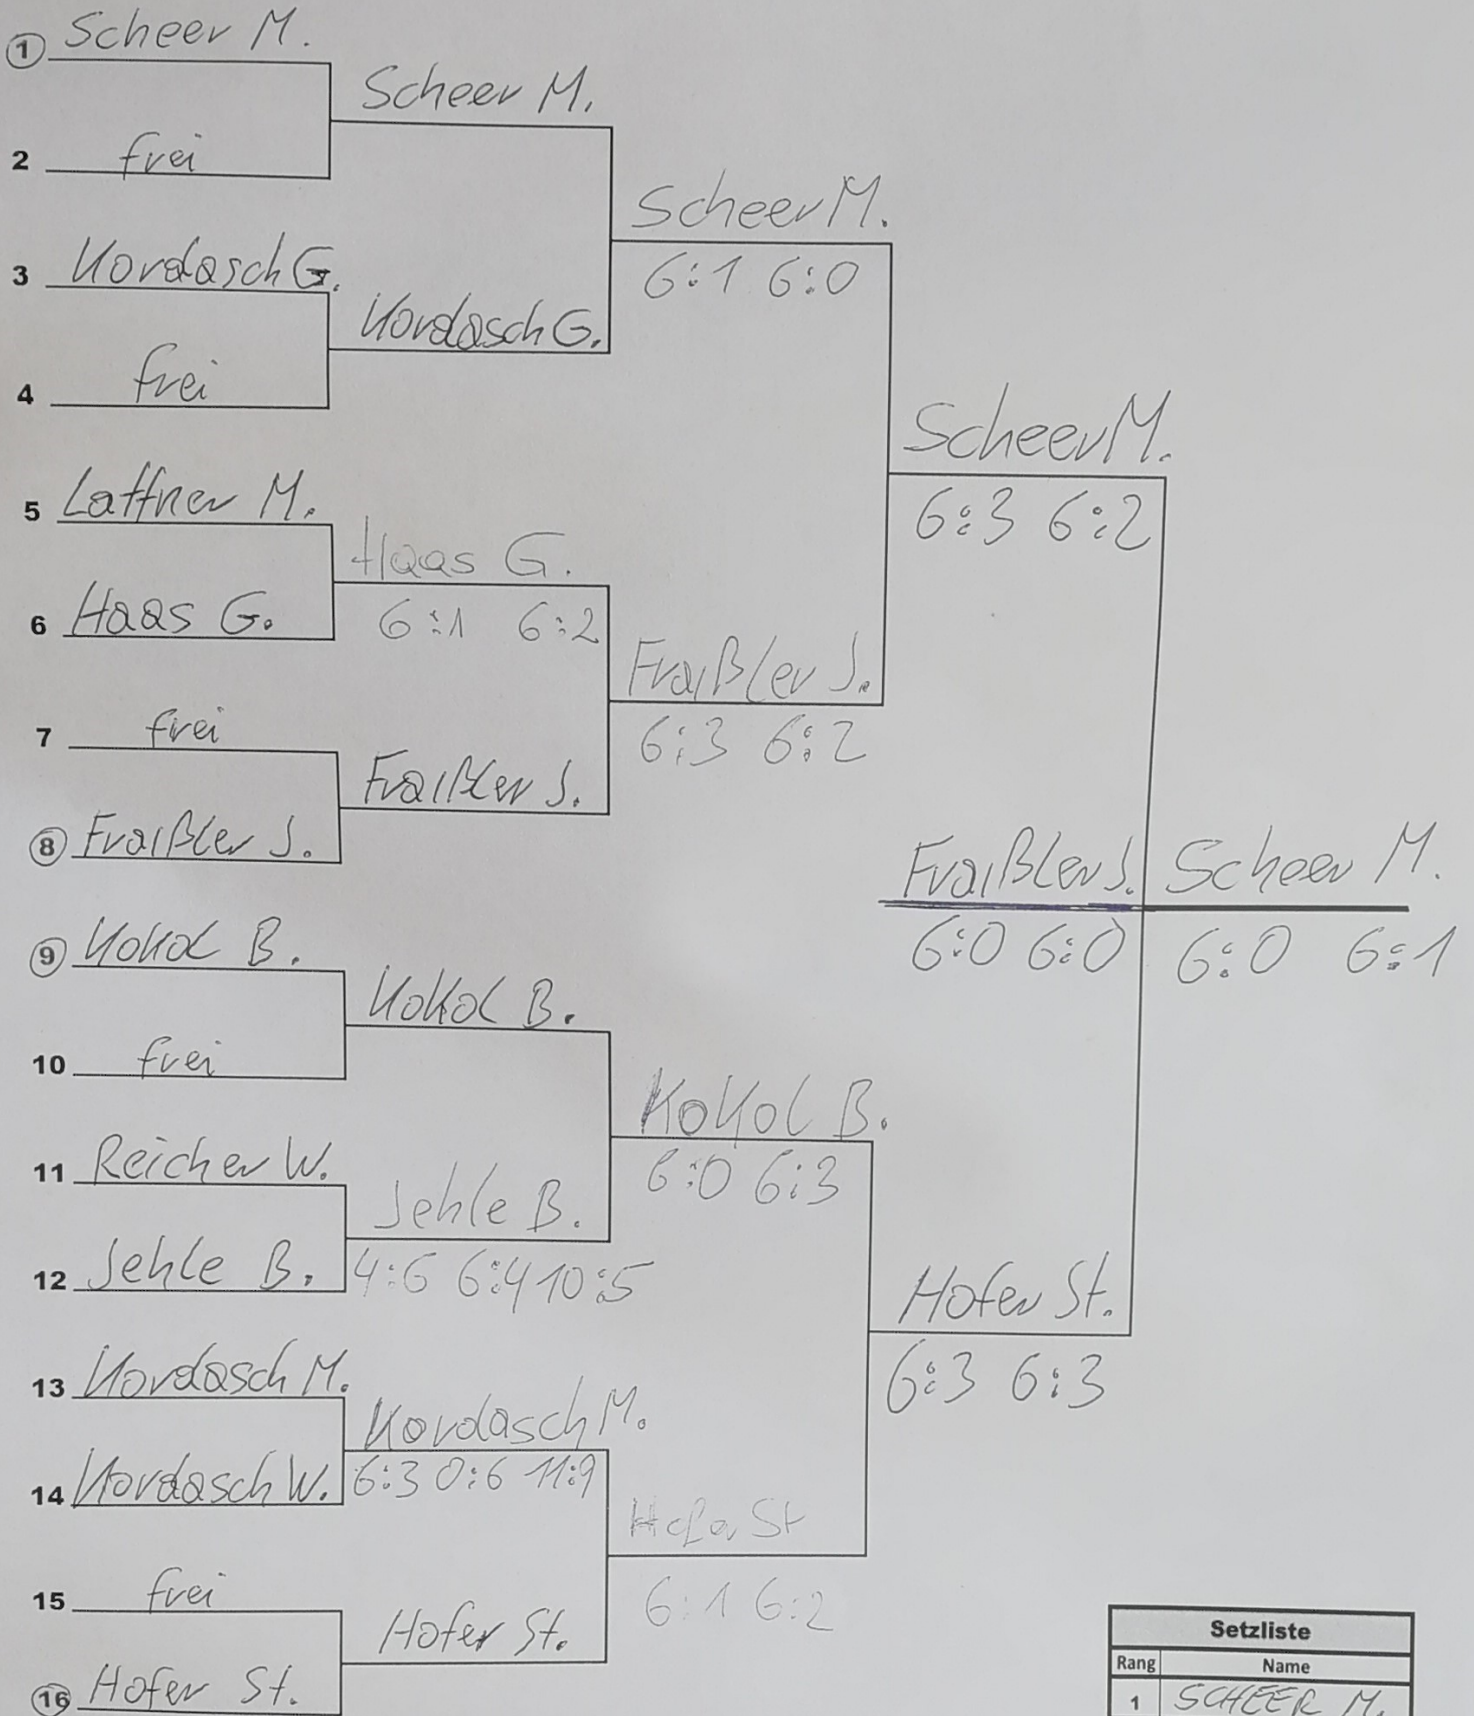 1 Scheer M.
Scheer M.
2 frei
Scheer M.
6:1 6:0
3 Kordasch G.
Kordasch G.
4 frei
Scheer M.
6:3 6:2
5 Laffner M.
Haas G.
6:1 6:2
6 Haas G.
Fraißler J.
6:3 6:2
7 frei
Fraißler J.
8 Fraißler J.
Fraißler J. Scheer M.
6:0 6:0 6:0 6:1
9 Kokol B.
Kokol B.
10 frei
Kokol B.
6:0 6:3
11 Reicher W.
Jehle B.
4:6 6:4 10:5
12 Jehle B.
Hofer St.
6:3 6:3
13 Kordasch M.
Kordasch M.
6:3 0:6 11:9
14 Kordasch W.
Hofer St
6:1 6:2
15 frei
Hofer St.
16 Hofer St.
Setzliste
Rang Name
1 SCHEER M.